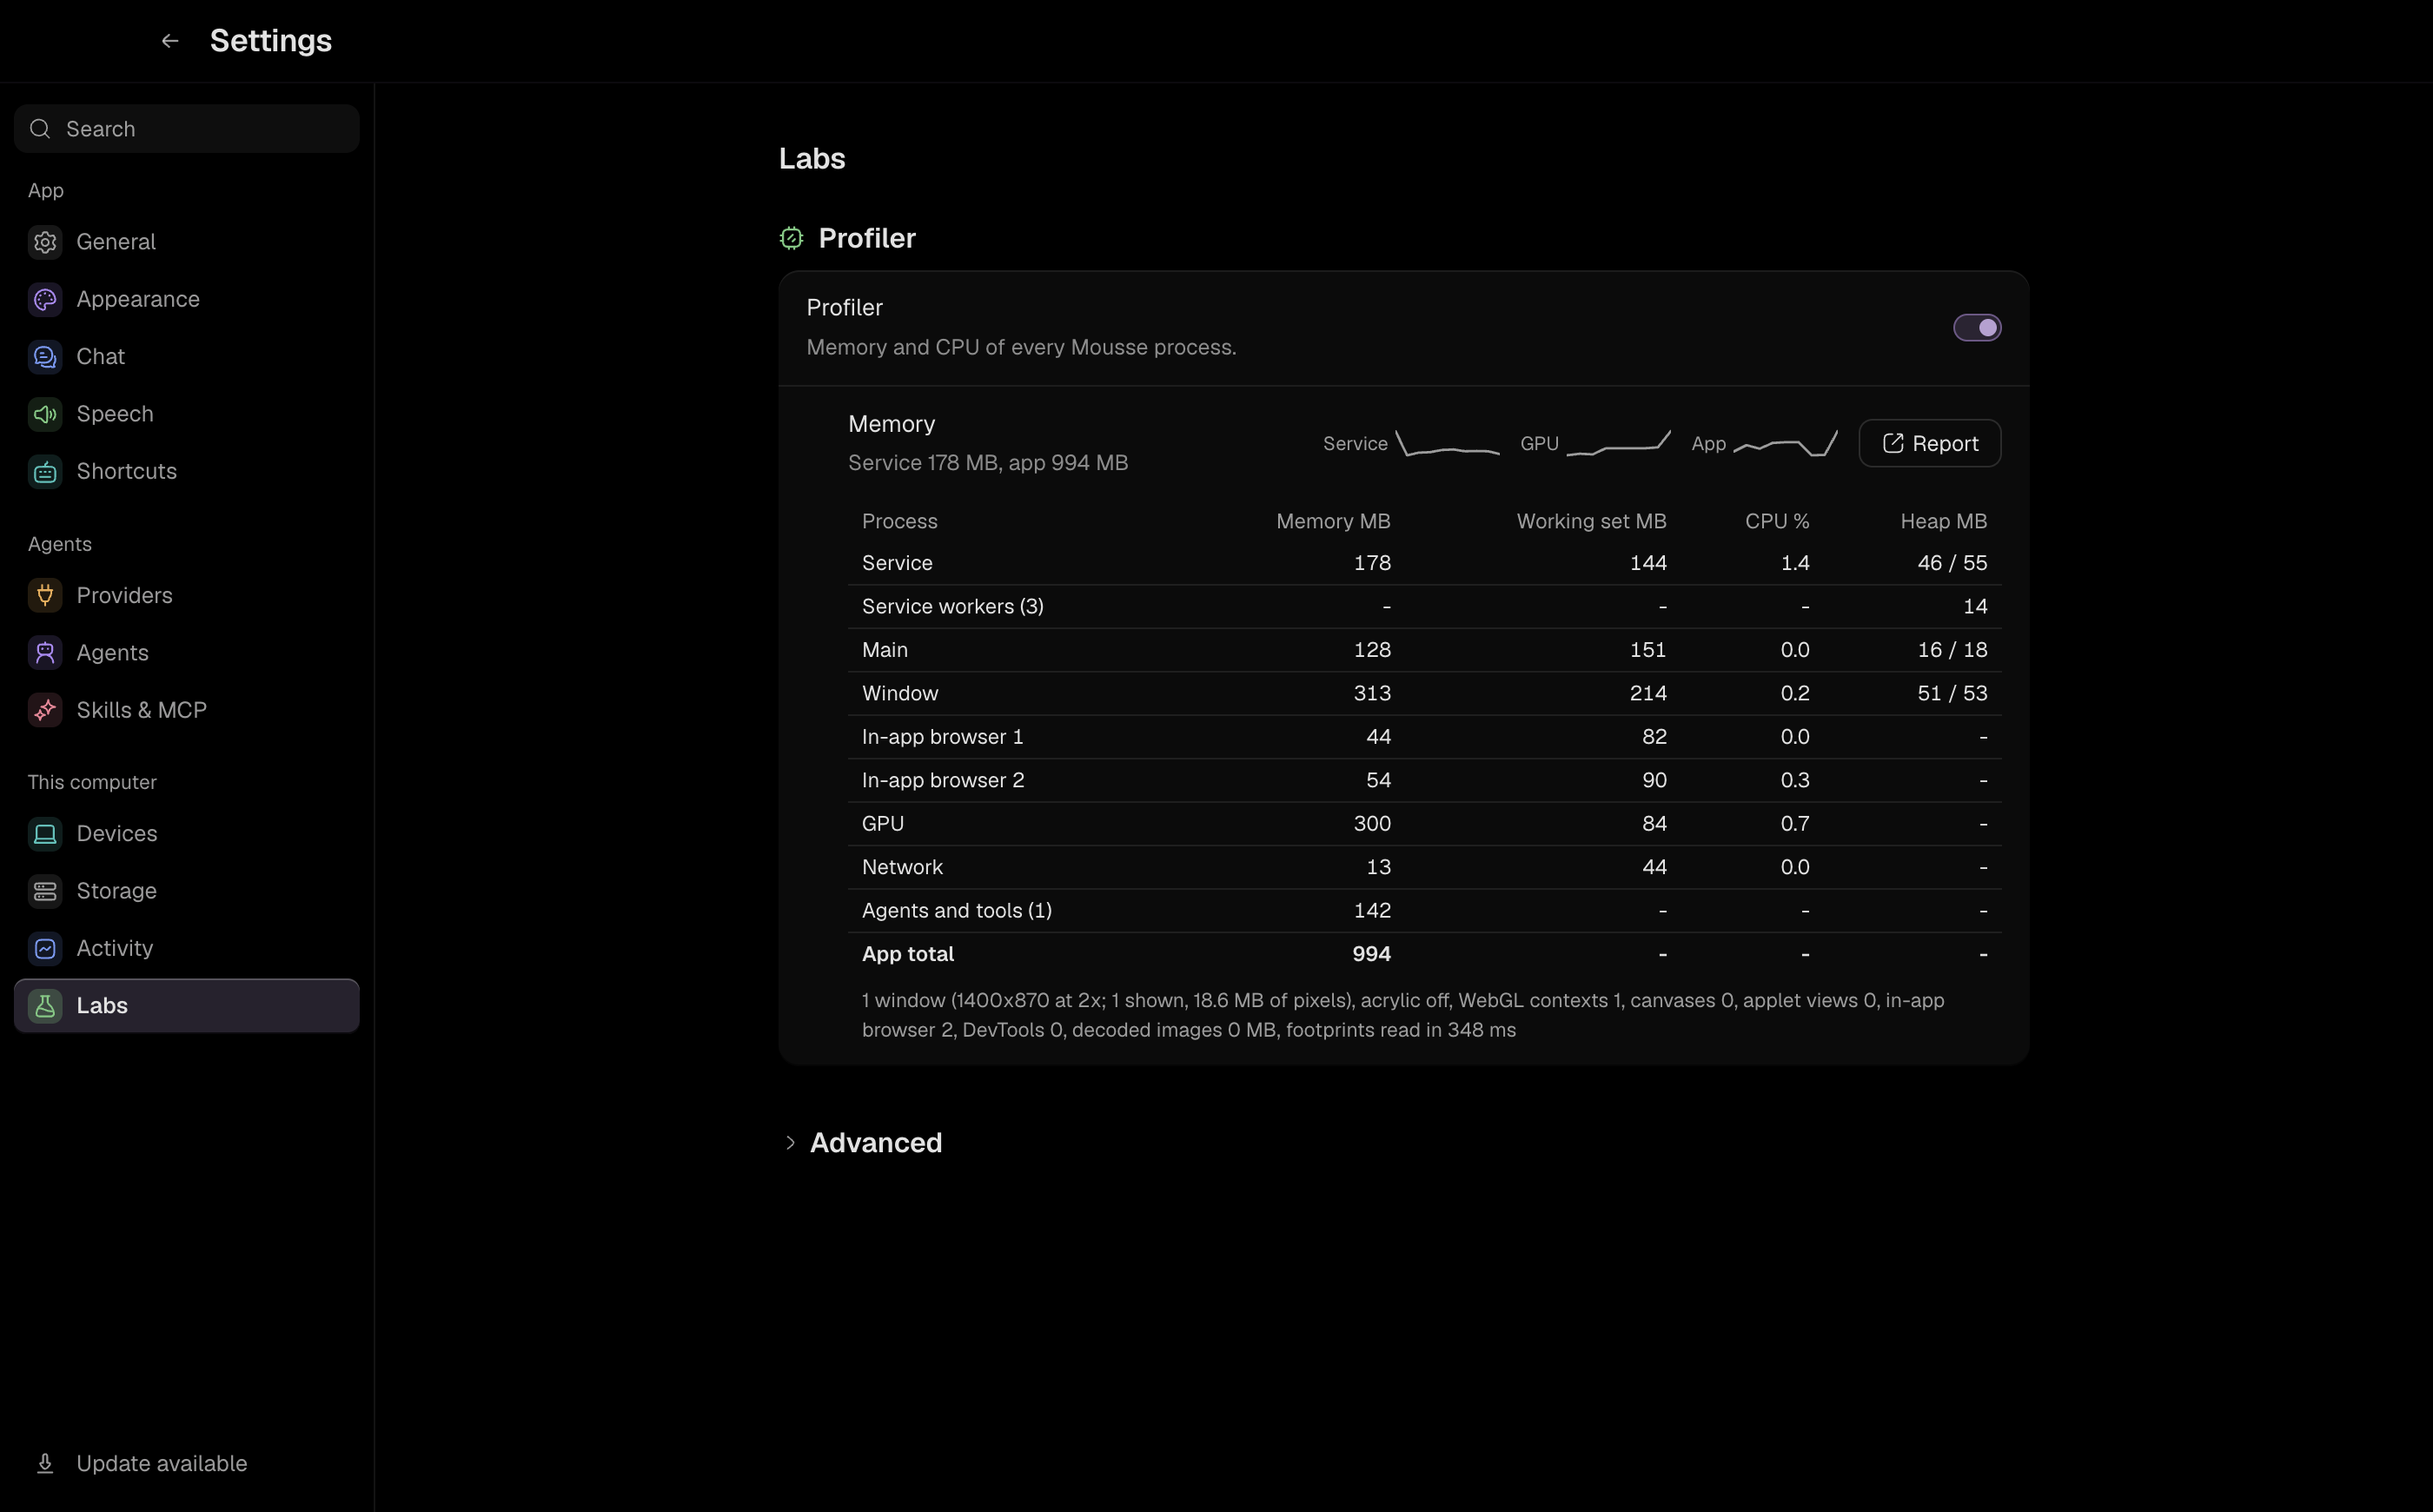 Settings
Search
App
General
Appearance
Chat
Speech
Shortcuts
Agents
Providers
Agents
Skills & MCP
This computer
Devices
Storage
Activity
Labs
Update available
Labs
Profiler
Profiler
Memory and CPU of every Mousse process.
Memory
Service 178 MB, app 994 MB
Service GPU App Report
Process Memory MB Working set MB CPU % Heap MB
Service 178 144 1.4 46 / 55
Service workers (3) - - - 14
Main 128 151 0.0 16 / 18
Window 313 214 0.2 51 / 53
In-app browser 1 44 82 0.0 -
In-app browser 2 54 90 0.3 -
GPU 300 84 0.7 -
Network 13 44 0.0 -
Agents and tools (1) 142 - - -
App total 994 - - -
1 window (1400x870 at 2x; 1 shown, 18.6 MB of pixels), acrylic off, WebGL contexts 1, canvases 0, applet views 0, in-app
browser 2, DevTools 0, decoded images 0 MB, footprints read in 348 ms
Advanced